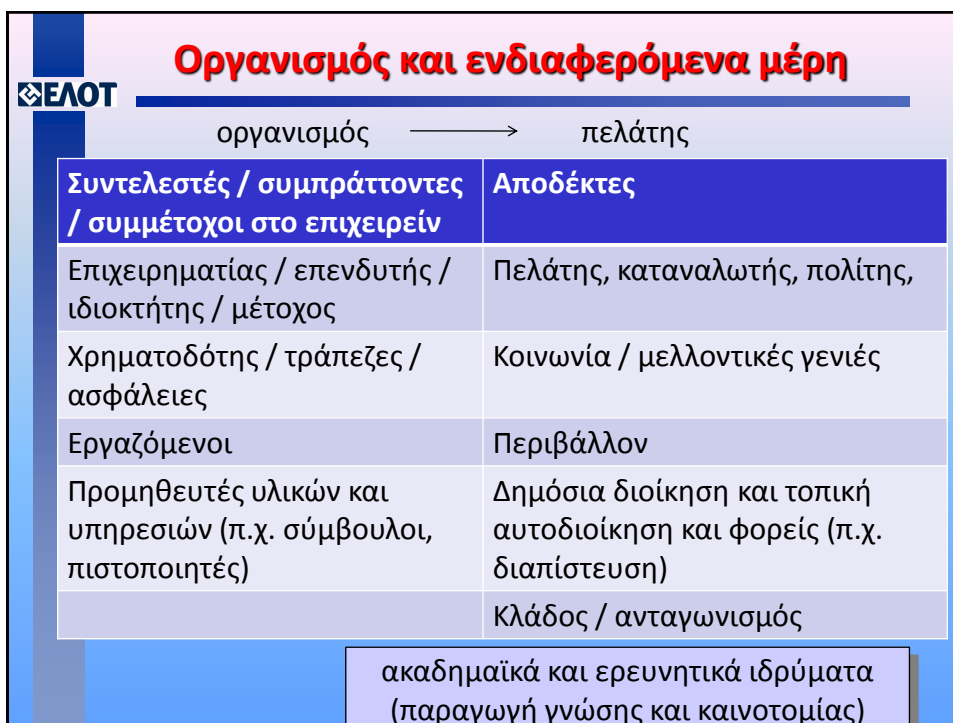 Οργανισμός και ενδιαφερόμενα μέρη
ΕΛΟΤ
οργανισμός → πελάτης
Συντελεστές / συμπράττοντες
/ συμμέτοχοι στο επιχειρείν
Αποδέκτες
Επιχειρηματίας / επενδυτής /
ιδιοκτήτης / μέτοχος
Πελάτης, καταναλωτής, πολίτης,
Χρηματοδότης / τράπεζες /
ασφάλειες
Κοινωνία / μελλοντικές γενιές
Εργαζόμενοι
Περιβάλλον
Προμηθευτές υλικών και
υπηρεσιών (π.χ. σύμβουλοι,
πιστοποιητές)
Δημόσια διοίκηση και τοπική
αυτοδιοίκηση και φορείς (π.χ.
διαπίστευση)
Κλάδος / ανταγωνισμός
ακαδημαϊκά και ερευνητικά ιδρύματα
(παραγωγή γνώσης και καινοτομίας)